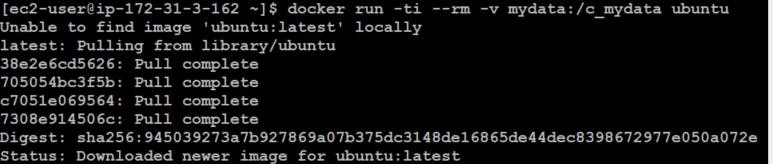 [ec2-user@ip-172-31-3-162 ~]$ docker run -ti --rm -v mydata:/c_mydata ubuntu
Unable to find image 'ubuntu:latest' locally
latest: Pulling from library/ubuntu
38e2e6cd5626: Pull complete
705054bc3f5b: Pull complete
c7051e069564: Pull complete
7308e914506c: Pull complete
Digest: sha256:945039273a7b927869a07b375dc3148de16865de44dec8398672977e050a072e
Status: Downloaded newer image for ubuntu:latest